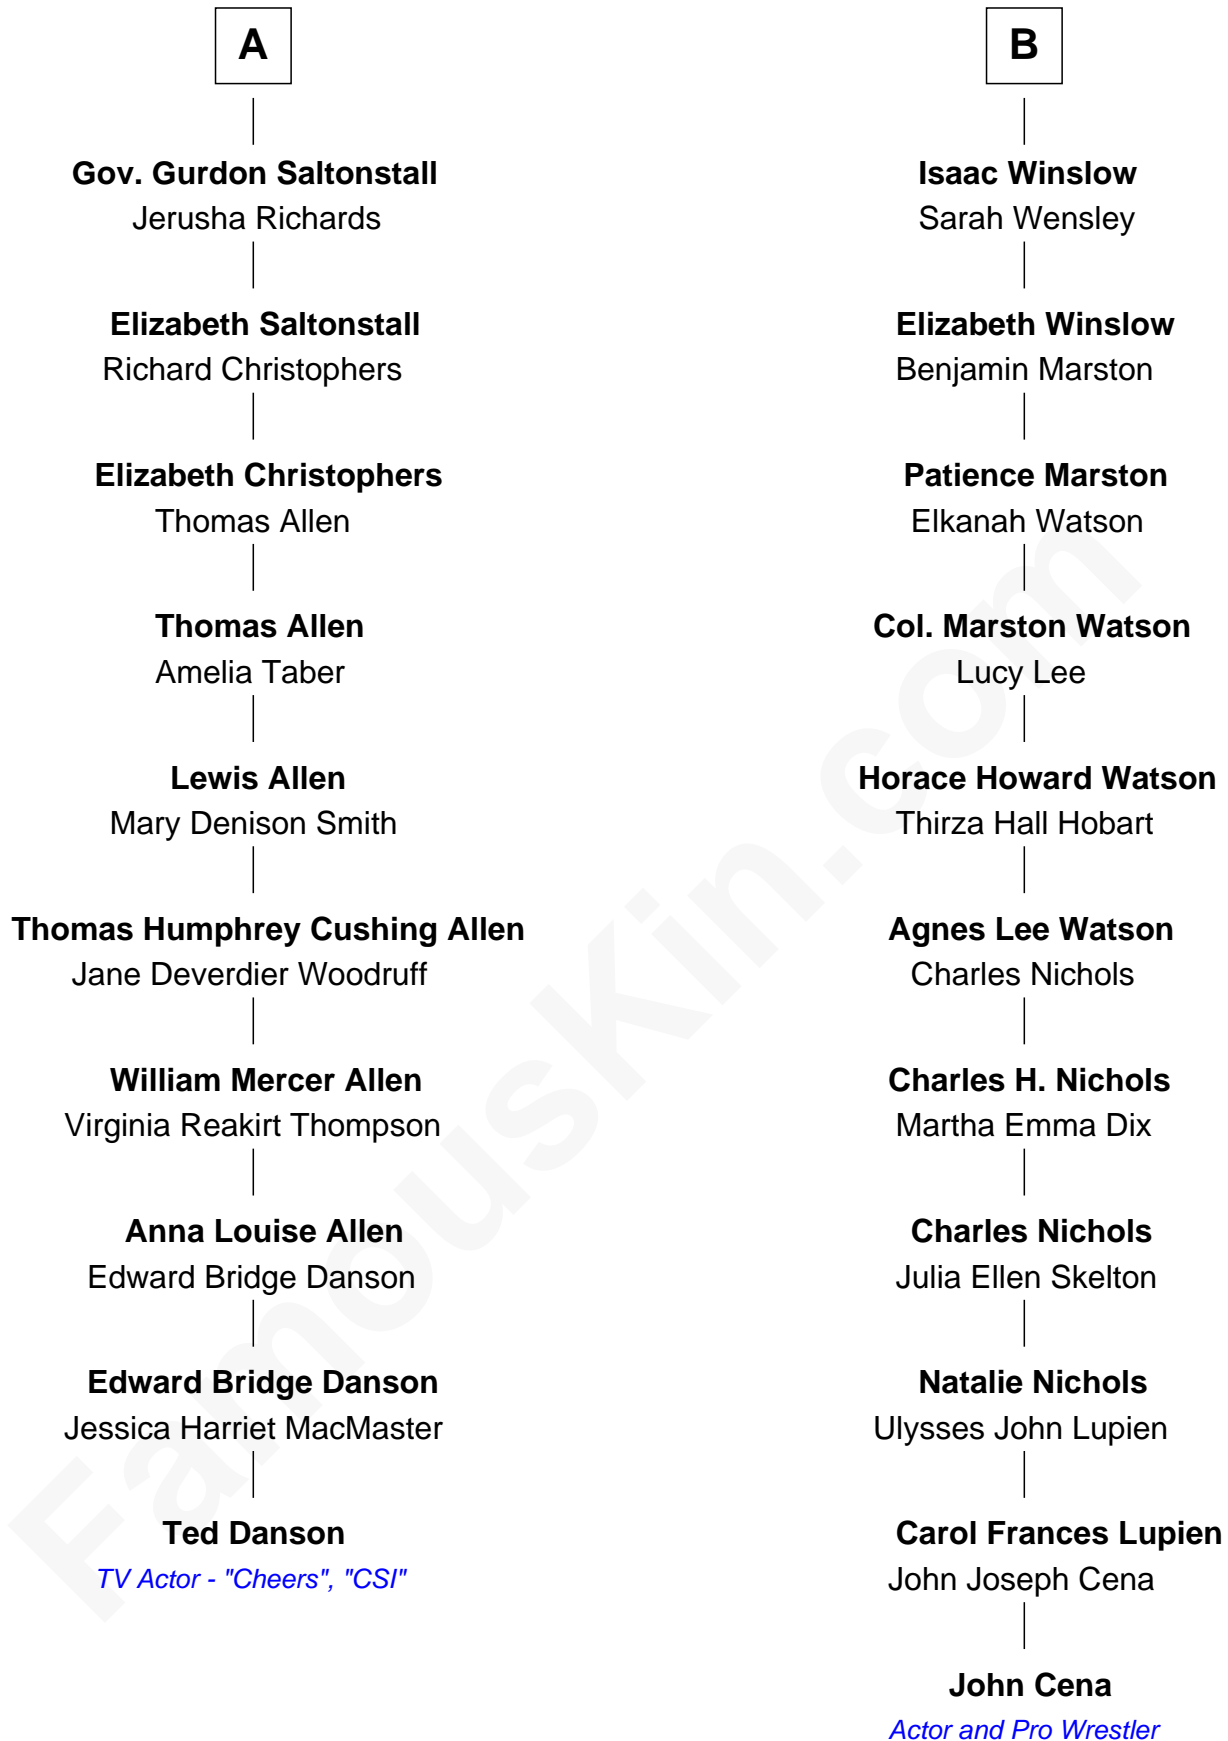 A
Gov. Gurdon Saltonstall
Jerusha Richards
Elizabeth Saltonstall
Richard Christophers
Elizabeth Christophers
Thomas Allen
Thomas Allen
Amelia Taber
Lewis Allen
Mary Denison Smith
Thomas Humphrey Cushing Allen
Jane Deverdier Woodruff
William Mercer Allen
Virginia Reakirt Thompson
Anna Louise Allen
Edward Bridge Danson
Edward Bridge Danson
Jessica Harriet MacMaster
Ted Danson
TV Actor - "Cheers", "CSI"
B
Isaac Winslow
Sarah Wensley
Elizabeth Winslow
Benjamin Marston
Patience Marston
Elkanah Watson
Col. Marston Watson
Lucy Lee
Horace Howard Watson
Thirza Hall Hobart
Agnes Lee Watson
Charles Nichols
Charles H. Nichols
Martha Emma Dix
Charles Nichols
Julia Ellen Skelton
Natalie Nichols
Ulysses John Lupien
Carol Frances Lupien
John Joseph Cena
John Cena
Actor and Pro Wrestler
FamousKin.com